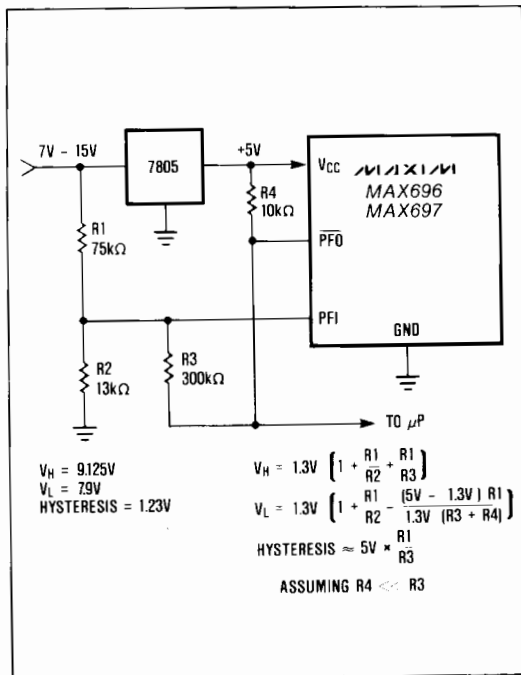 7V – 15V
7805
+5V
VCC MAXIM
MAX696
MAX697
R4
10kΩ
PFO
R1
75kΩ
PFI
GND
R2
13kΩ
R3
300kΩ
TO μP
VH = 9.125V
VL = 7.9V
HYSTERESIS = 1.23V
VH = 1.3V (1 + R1/R2 + R1/R3)
VL = 1.3V (1 + R1/R2 – (5V – 1.3V) R1/1.3V (R3 + R4))
HYSTERESIS ≈ 5V × R1/R3
ASSUMING R4 << R3